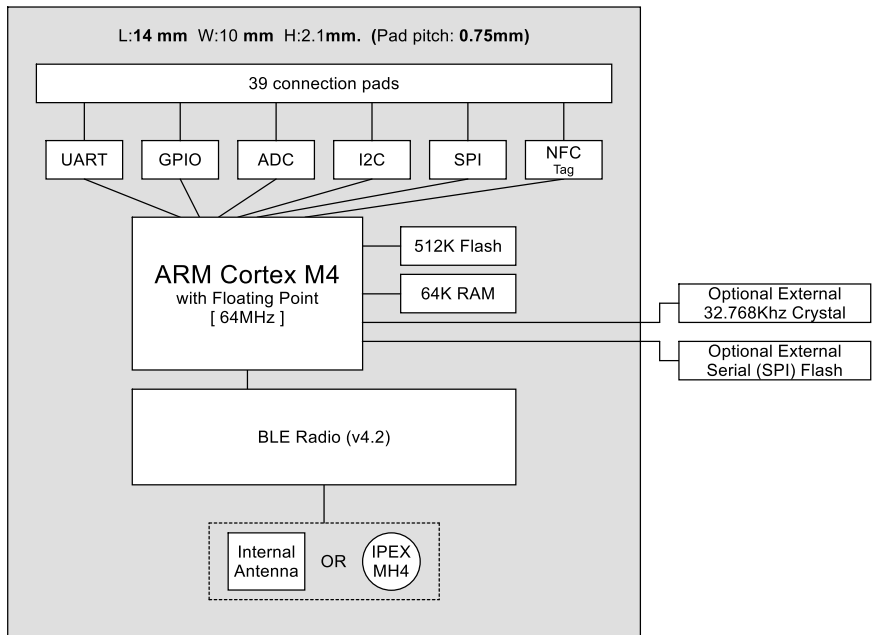 L:14 mm W:10 mm H:2.1mm. (Pad pitch: 0.75mm)
39 connection pads
UART
GPIO
ADC
I2C
SPI
NFC
Tag
ARM Cortex M4
with Floating Point
[ 64MHz ]
512K Flash
64K RAM
Optional External
32.768Khz Crystal
Optional External
Serial (SPI) Flash
BLE Radio (v4.2)
Internal
Antenna
OR
IPEX
MH4